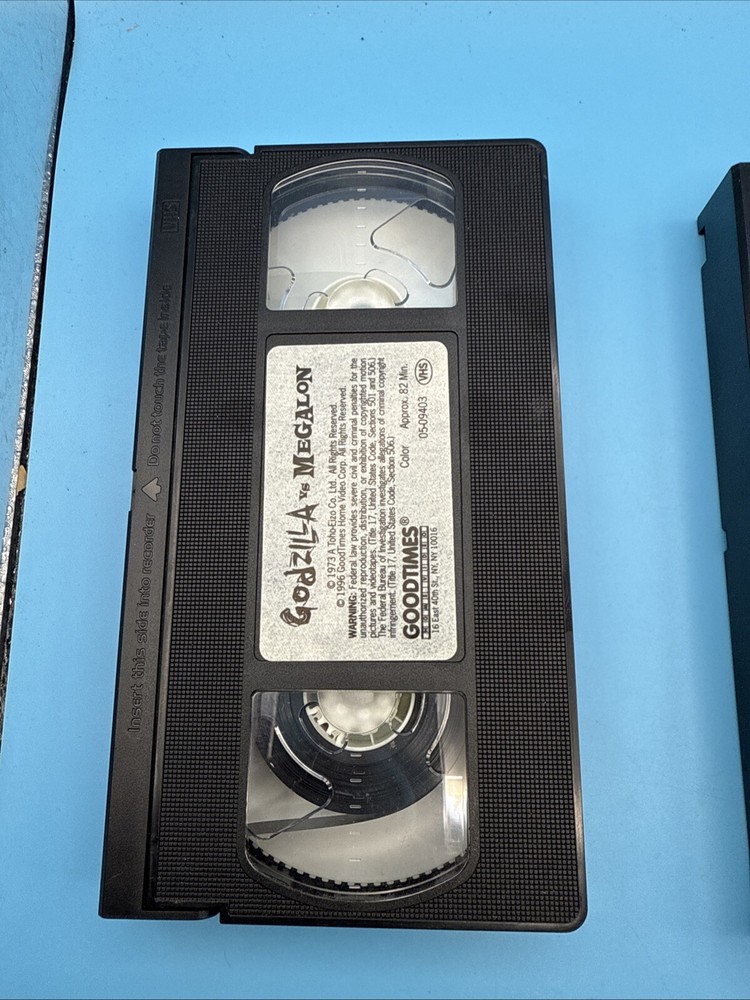 GODZILLA vs MEGALON
© 1973 A Toho-Eizo Co. Ltd. All Rights Reserved.
© 1996 GoodTimes Home Video Corp. All Rights Reserved.
WARNING: Federal law provides severe civil and criminal penalties for the
unauthorized reproduction, distribution, or exhibition of copyrighted motion
pictures and videotapes. (Title 17, United States Code, Sections 501 and 506.)
The Federal Bureau of Investigation investigates allegations of criminal copyright
infringement. (Title 17, United States Code, Section 506.)
Color Approx. 82 Min.
GOODTIMES®
05-09403 VHS
16 East 40th St., NY, NY 10016
Insert this side into recorder Do not touch the tape inside